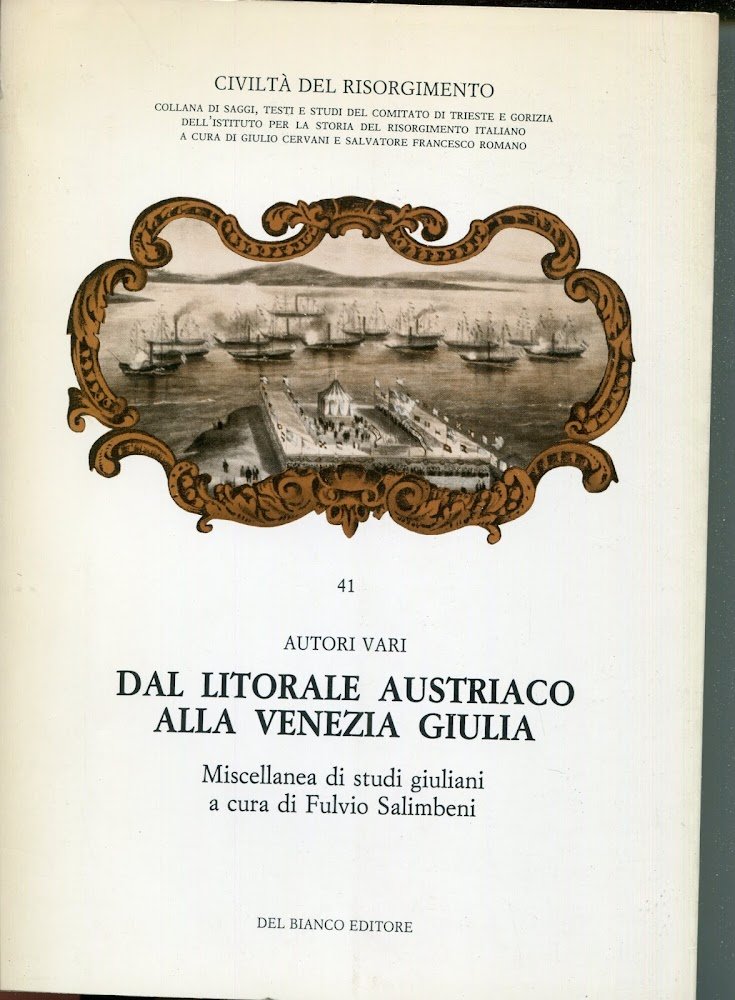 CIVILTÀ DEL RISORGIMENTO
COLLANA DI SAGGI, TESTI E STUDI DEL COMITATO DI TRIESTE E GORIZIA
DELL'ISTITUTO PER LA STORIA DEL RISORGIMENTO ITALIANO
A CURA DI GIULIO CERVANI E SALVATORE FRANCESCO ROMANO
41
AUTORI VARI
DAL LITORALE AUSTRIACO
ALLA VENEZIA GIULIA
Miscellanea di studi giuliani
a cura di Fulvio Salimbeni
DEL BIANCO EDITORE